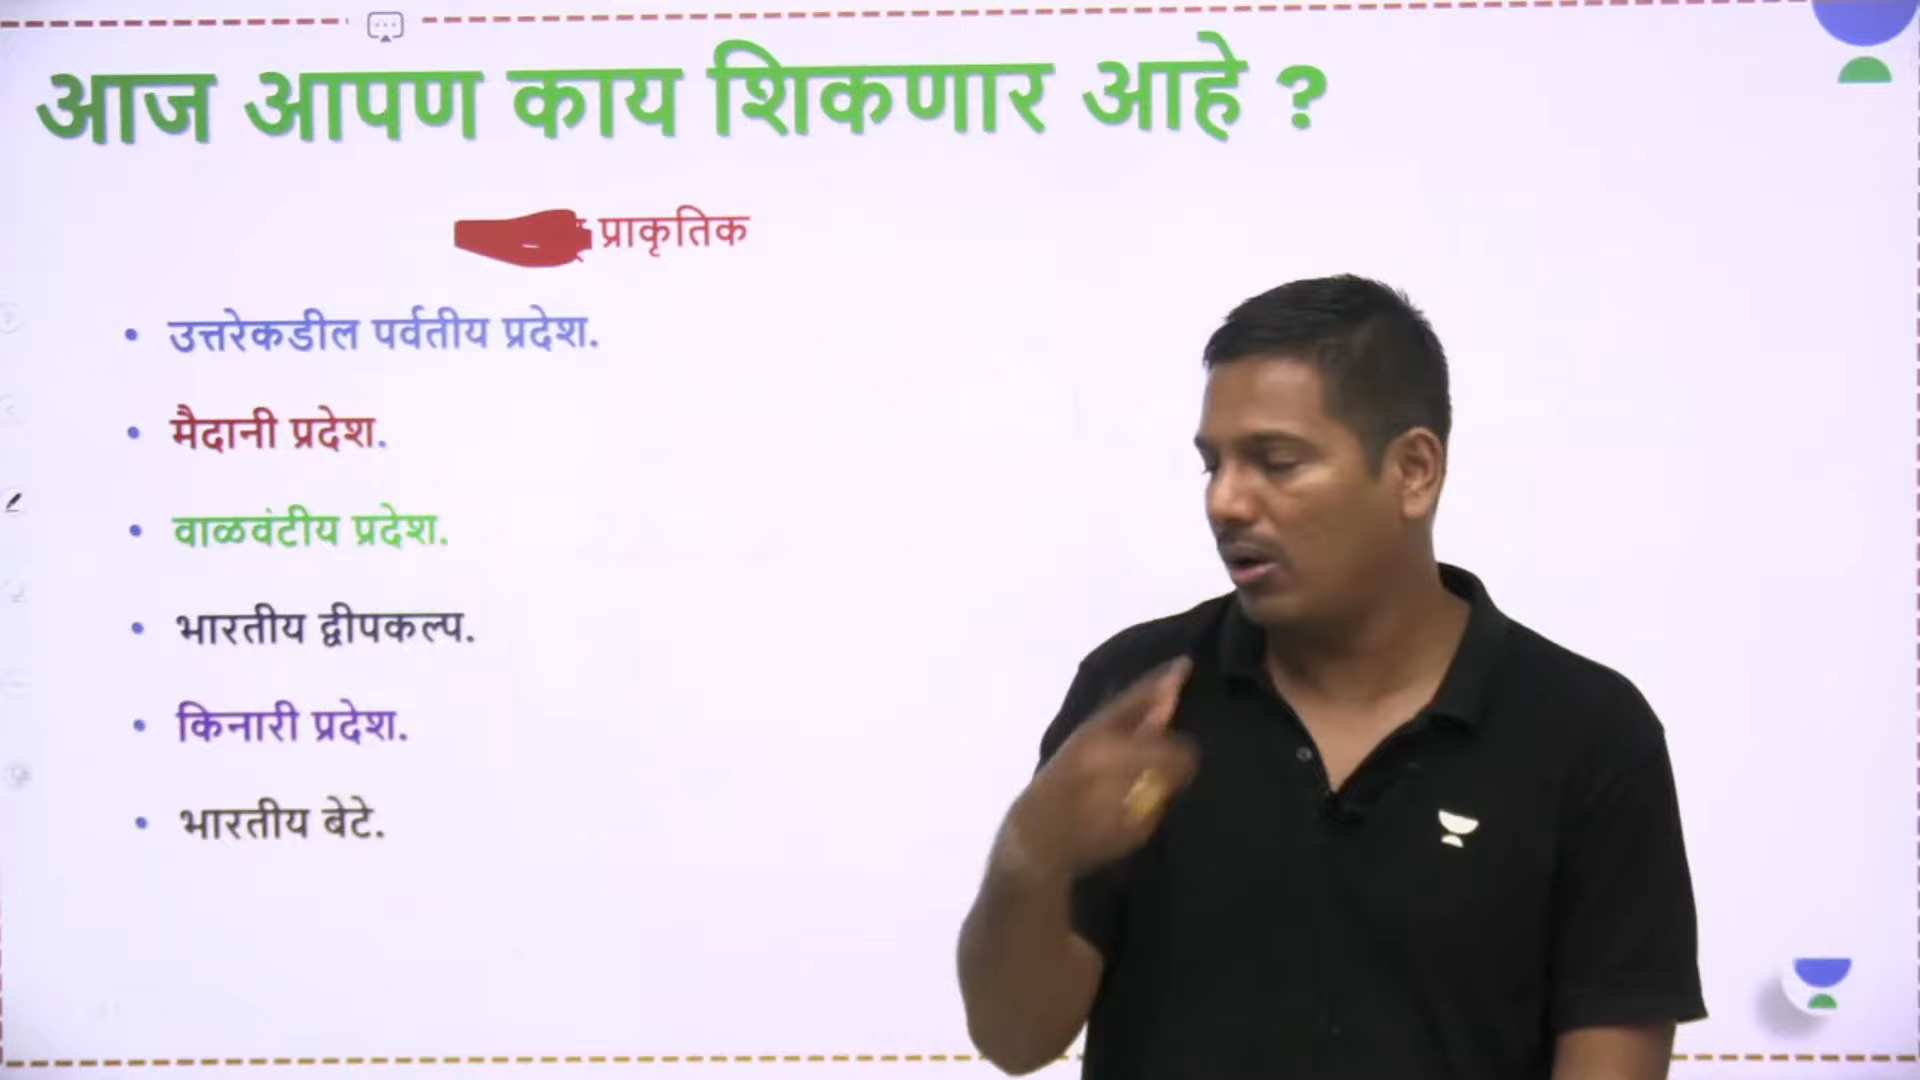 आज आपण काय शिकणार आहे ?
प्राकृतिक
• उत्तरेकडील पर्वतीय प्रदेश.
• मैदानी प्रदेश.
• वाळवंटीय प्रदेश.
• भारतीय द्वीपकल्प.
• किनारी प्रदेश.
• भारतीय बेटे.